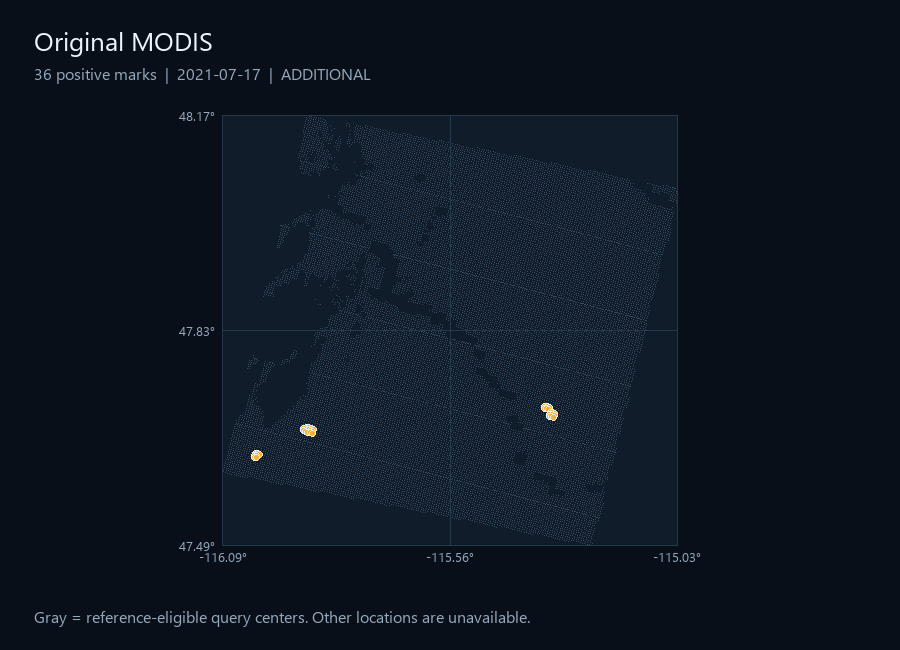 Original MODIS
36 positive marks | 2021-07-17 | ADDITIONAL
48.17°
47.83°
47.49°
-116.09° -115.56° -115.03°
Gray = reference-eligible query centers. Other locations are unavailable.